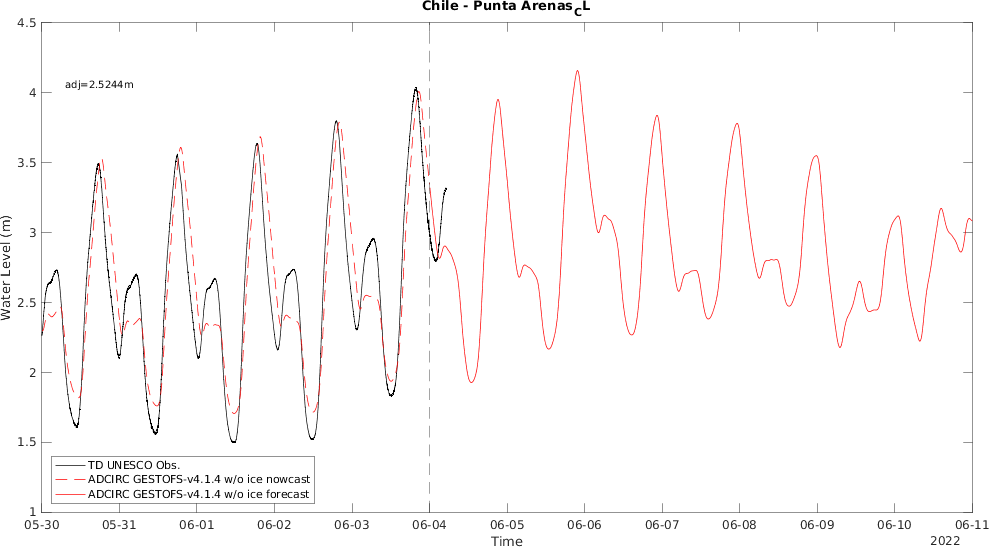 Chile - Punta Arenas_CL
adj=2.5244m
Water Level (m)
4.5
4
3.5
3
2.5
2
1.5
1
TD UNESCO Obs.
ADCIRC GESTOFS-v4.1.4 w/o ice nowcast
ADCIRC GESTOFS-v4.1.4 w/o ice forecast
05-30 05-31 06-01 06-02 06-03 06-04 06-05 06-06 06-07 06-08 06-09 06-10 06-11
Time
2022